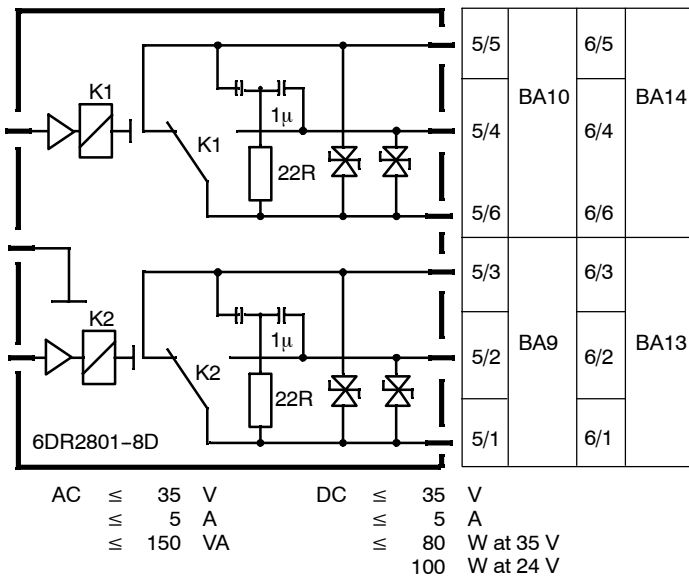 K1
K1
1μ
22R
5/5
6/5
BA10
BA14
5/4
6/4
5/6
6/6
K2
K2
1μ
22R
5/3
6/3
BA9
BA13
5/2
6/2
5/1
6/1
6DR2801–8D
AC ≤ 35 V DC ≤ 35 V
≤ 5 A ≤ 5 A
≤ 150 VA ≤ 80 W at 35 V
100 W at 24 V